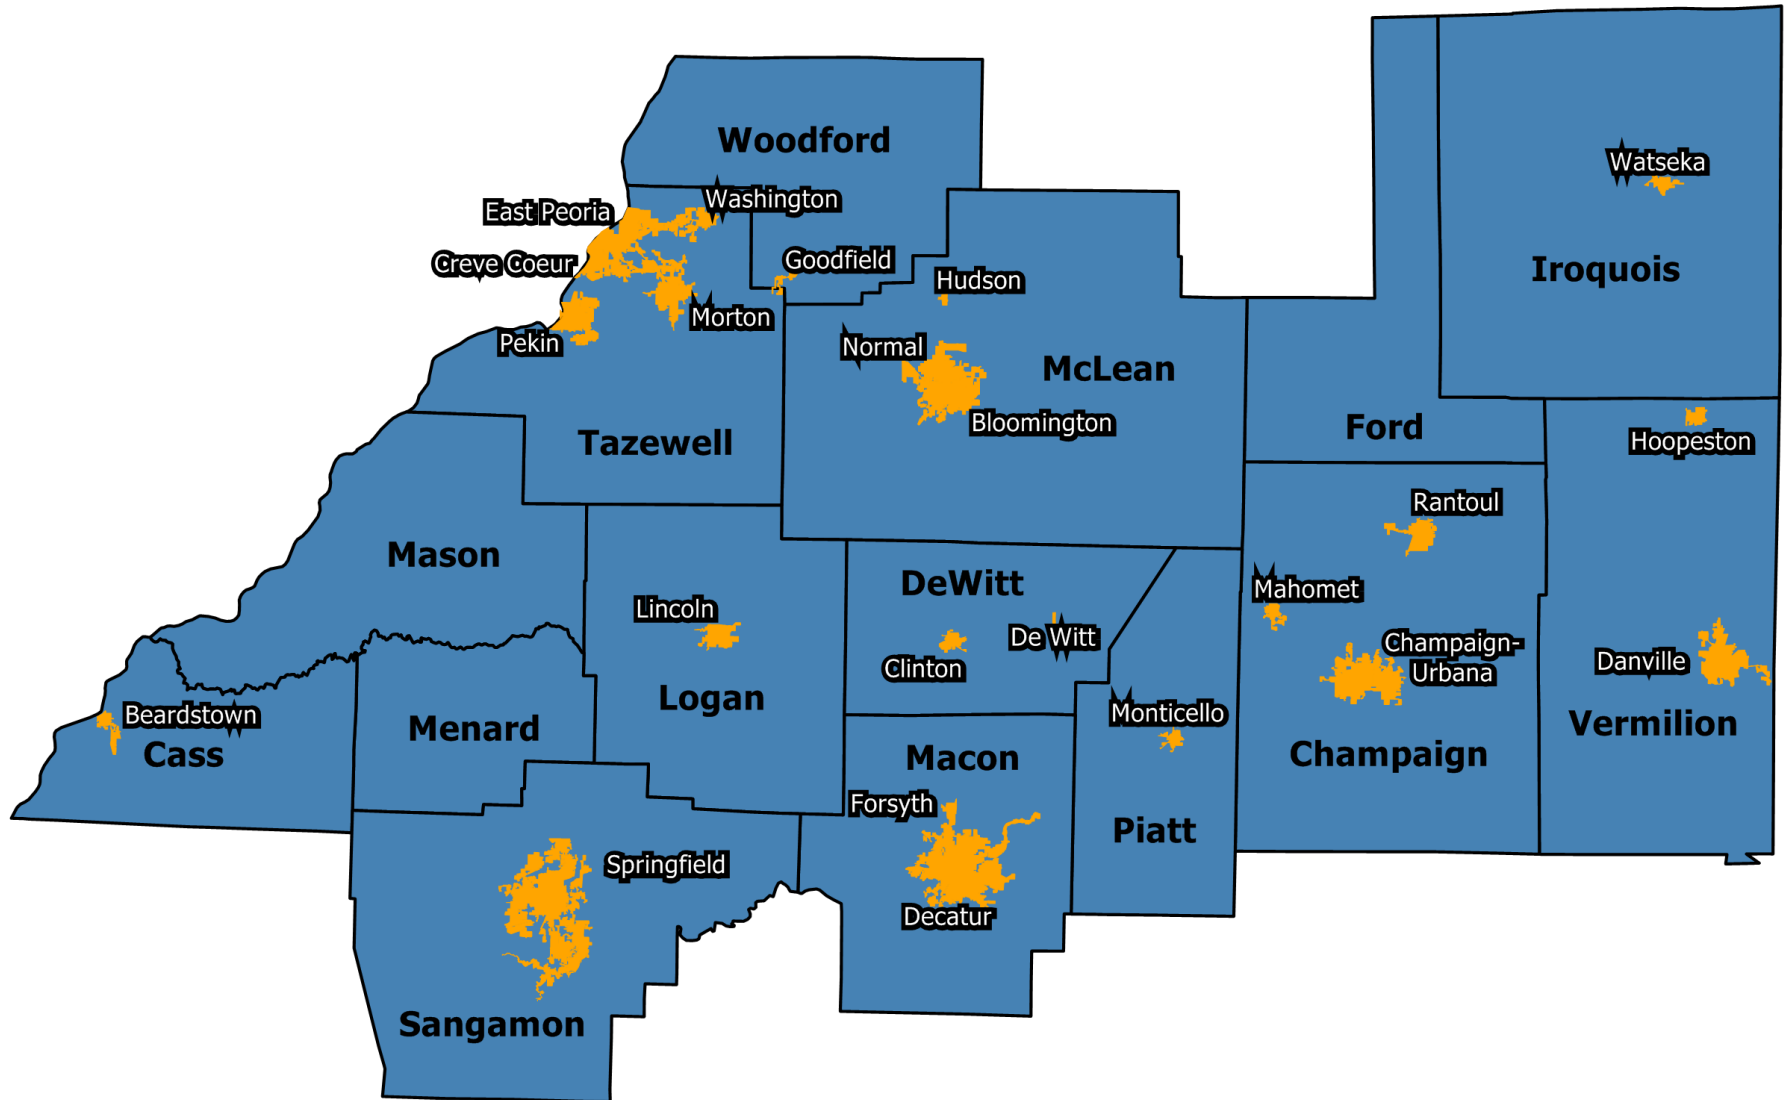 Woodford
Watseka
Washington
East Peoria
Goodfield
Creve Coeur
Iroquois
Hudson
Morton
Pekin
Normal
McLean
Bloomington
Ford
Tazewell
Hoopeston
Rantoul
Mason
DeWitt
Mahomet
Lincoln
De Witt
Champaign-
Urbana
Clinton
Danville
Logan
Monticello
Beardstown
Menard
Vermilion
Cass
Macon
Champaign
Forsyth
Piatt
Springfield
Decatur
Sangamon